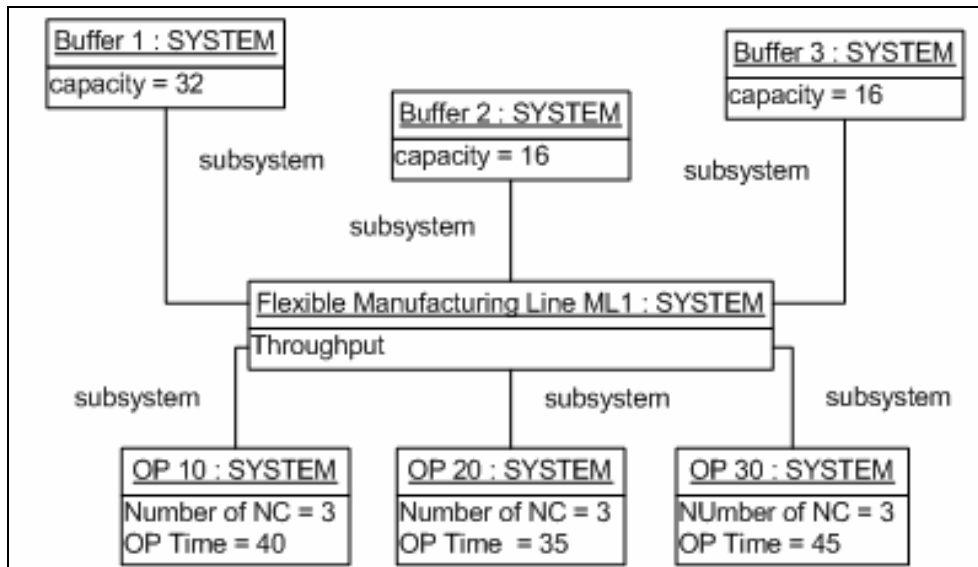 Buffer 1 : SYSTEM
capacity = 32
Buffer 2 : SYSTEM
capacity = 16
Buffer 3 : SYSTEM
capacity = 16
subsystem
subsystem
subsystem
Flexible Manufacturing Line ML1 : SYSTEM
Throughput
subsystem
subsystem
subsystem
OP 10 : SYSTEM
Number of NC = 3
OP Time = 40
OP 20 : SYSTEM
Number of NC = 3
OP Time = 35
OP 30 : SYSTEM
NUmber of NC = 3
OP Time = 45